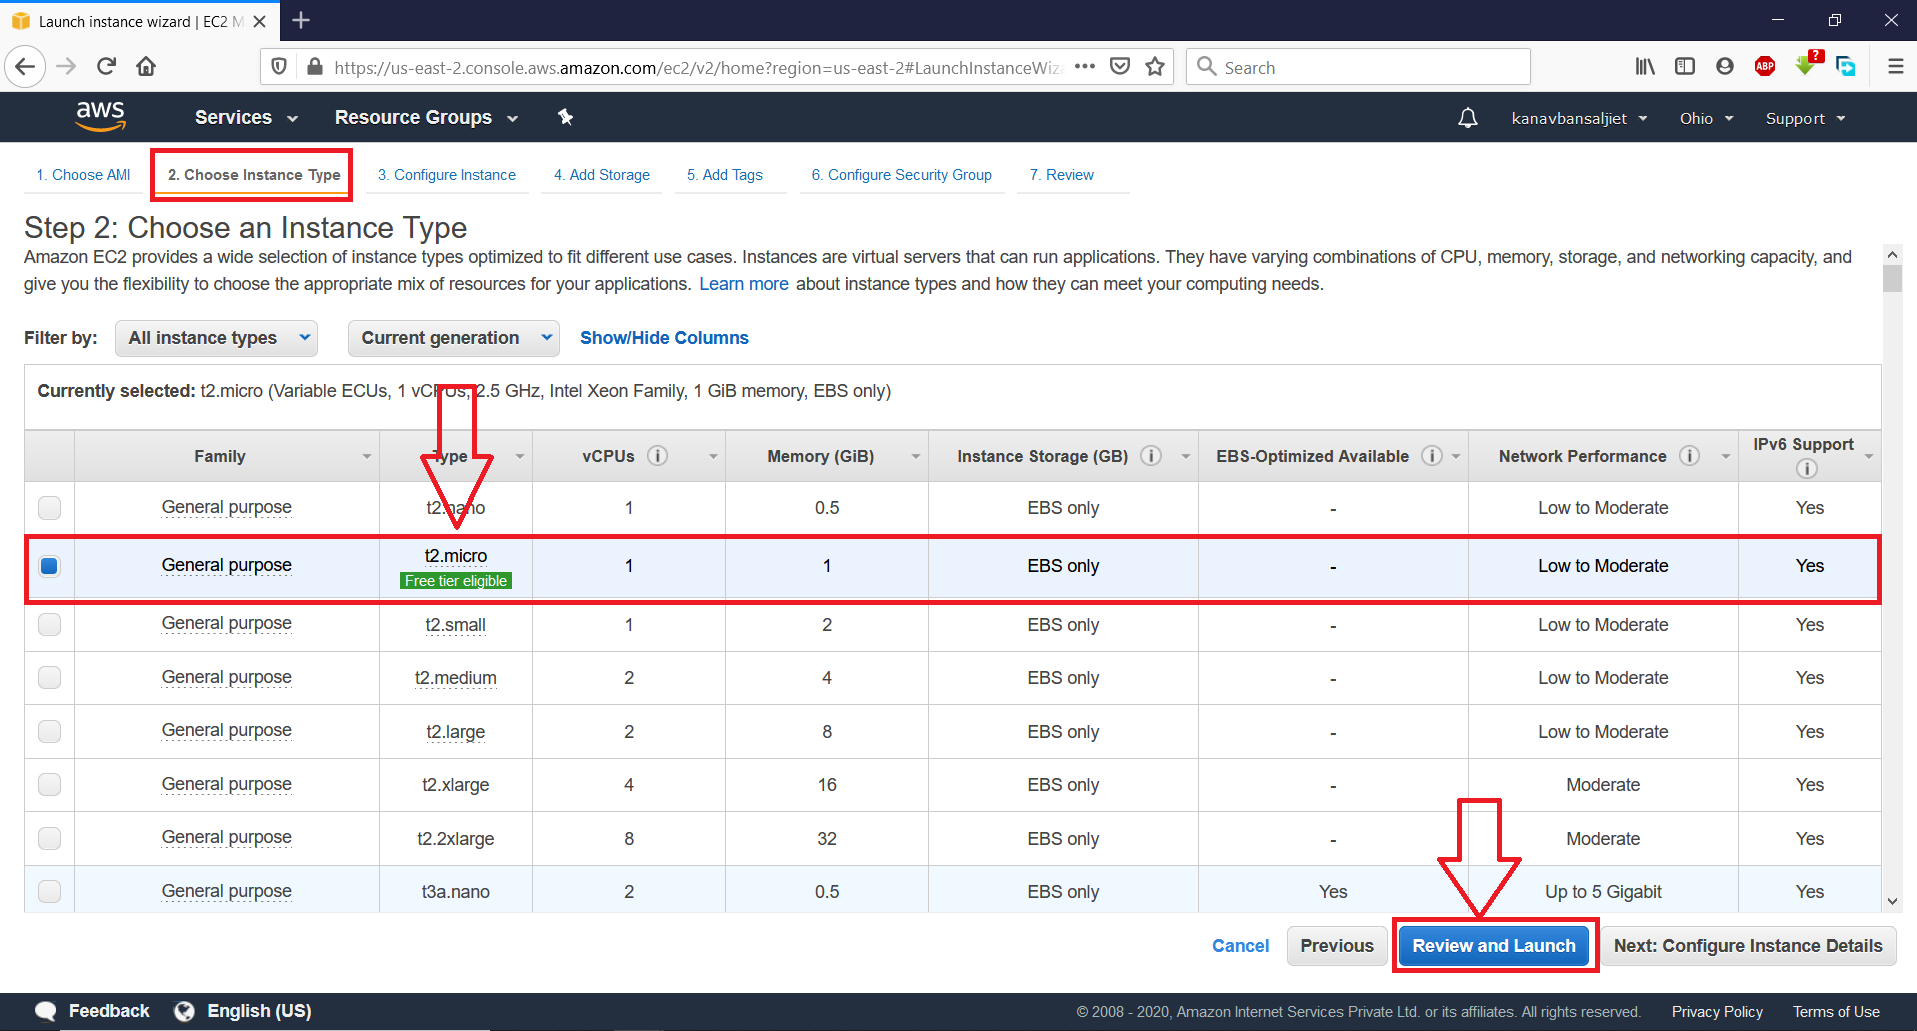 Launch instance wizard | EC2 M
https://us-east-2.console.aws.amazon.com/ec2/v2/home?region=us-east-2#LaunchInstanceWiz
Search
ABP
?
aws
Services
Resource Groups
kanavbansaljiet
Ohio
Support
1. Choose AMI
2. Choose Instance Type
3. Configure Instance
4. Add Storage
5. Add Tags
6. Configure Security Group
7. Review
Step 2: Choose an Instance Type
Amazon EC2 provides a wide selection of instance types optimized to fit different use cases. Instances are virtual servers that can run applications. They have varying combinations of CPU, memory, storage, and networking capacity, and
give you the flexibility to choose the appropriate mix of resources for your applications. Learn more about instance types and how they can meet your computing needs.
Filter by: All instance types Current generation Show/Hide Columns
Currently selected: t2.micro (Variable ECUs, 1 vCPUs, 2.5 GHz, Intel Xeon Family, 1 GiB memory, EBS only)
Family Type vCPUs Memory (GiB) Instance Storage (GB) EBS-Optimized Available Network Performance IPv6 Support
General purpose t2.nano 1 0.5 EBS only - Low to Moderate Yes
General purpose t2.micro 1 1 EBS only - Low to Moderate Yes
Free tier eligible
General purpose t2.small 1 2 EBS only - Low to Moderate Yes
General purpose t2.medium 2 4 EBS only - Low to Moderate Yes
General purpose t2.large 2 8 EBS only - Low to Moderate Yes
General purpose t2.xlarge 4 16 EBS only - Moderate Yes
General purpose t2.2xlarge 8 32 EBS only - Moderate Yes
General purpose t3a.nano 2 0.5 EBS only Yes Up to 5 Gigabit Yes
Cancel Previous Review and Launch Next: Configure Instance Details
Feedback English (US) © 2008 - 2020, Amazon Internet Services Private Ltd. or its affiliates. All rights reserved. Privacy Policy Terms of Use